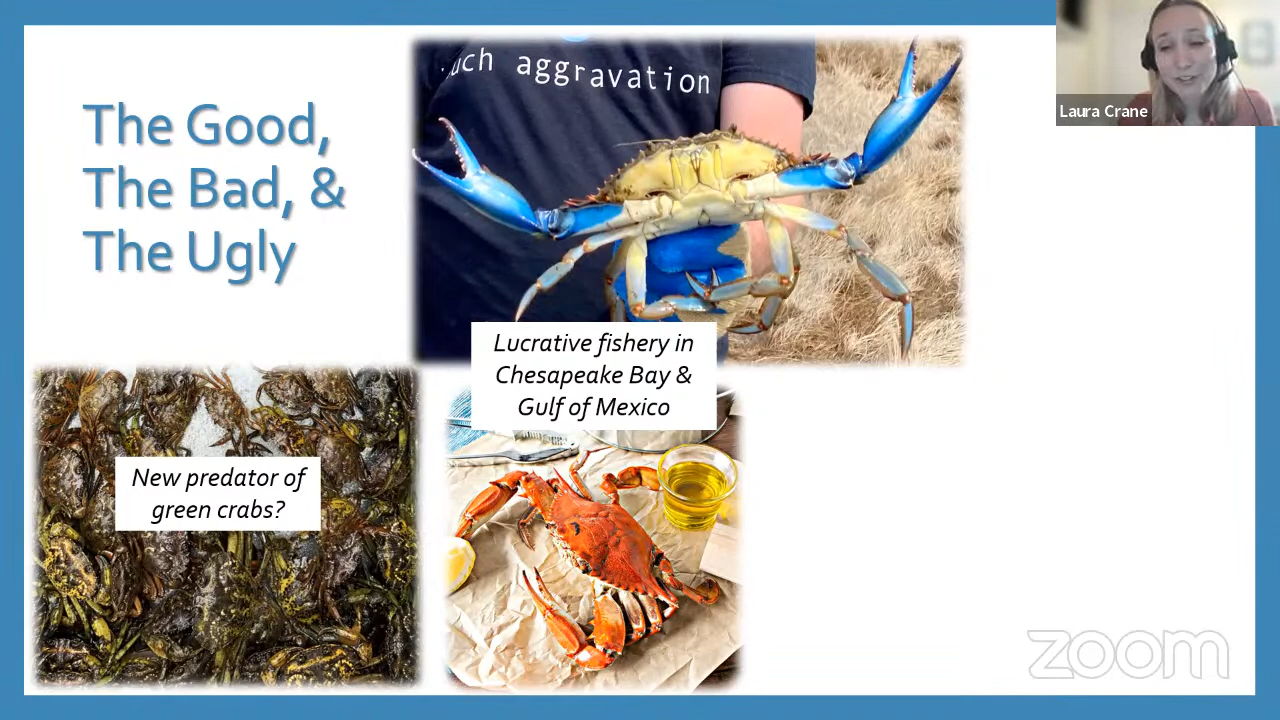 The Good,
The Bad, &
The Ugly
aggravation
Laura Crane
Lucrative fishery in
Chesapeake Bay &
Gulf of Mexico
New predator of
green crabs?
zoom